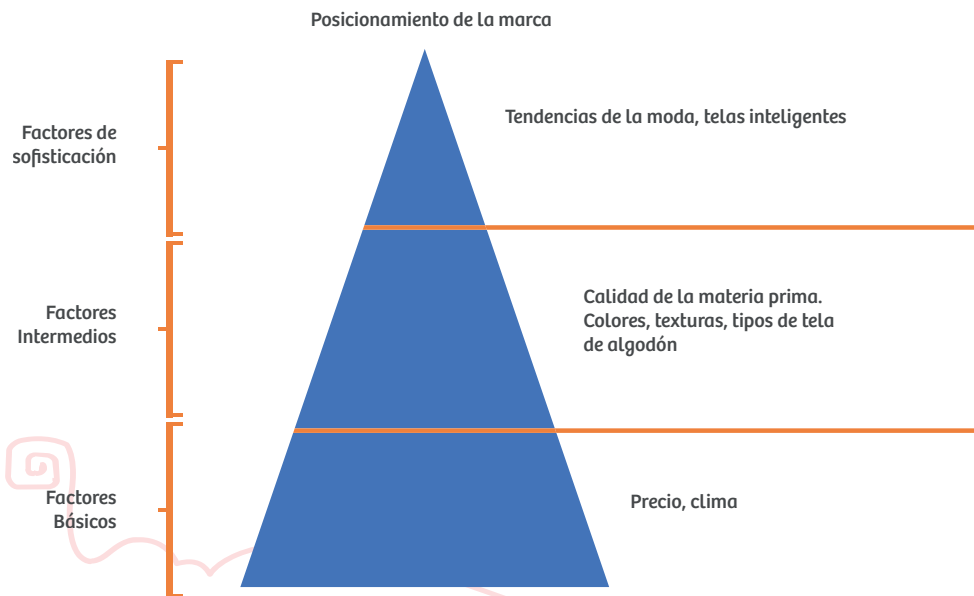 Posicionamiento de la marca
Factores de
sofisticación
Tendencias de la moda, telas inteligentes
Factores
Intermedios
Calidad de la materia prima.
Colores, texturas, tipos de tela
de algodón
Factores
Básicos
Precio, clima